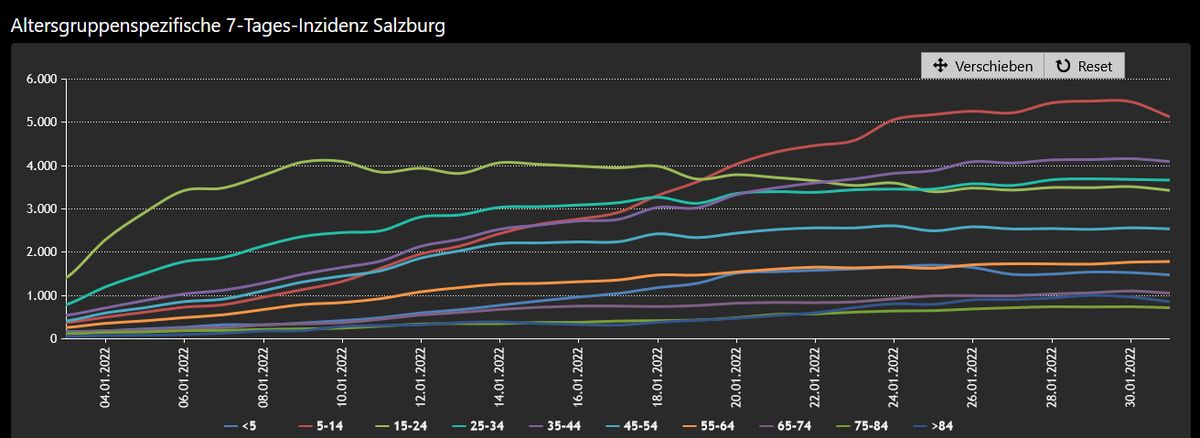 Altersgruppenspezifische 7-Tages-Inzidenz Salzburg
Verschieben Reset
6.000
5.000
4.000
3.000
2.000
1.000
0
04.01.2022 06.01.2022 08.01.2022 10.01.2022 12.01.2022 14.01.2022 16.01.2022 18.01.2022 20.01.2022 22.01.2022 24.01.2022 26.01.2022 28.01.2022 30.01.2022
<5 5-14 15-24 25-34 35-44 45-54 55-64 65-74 75-84 >84